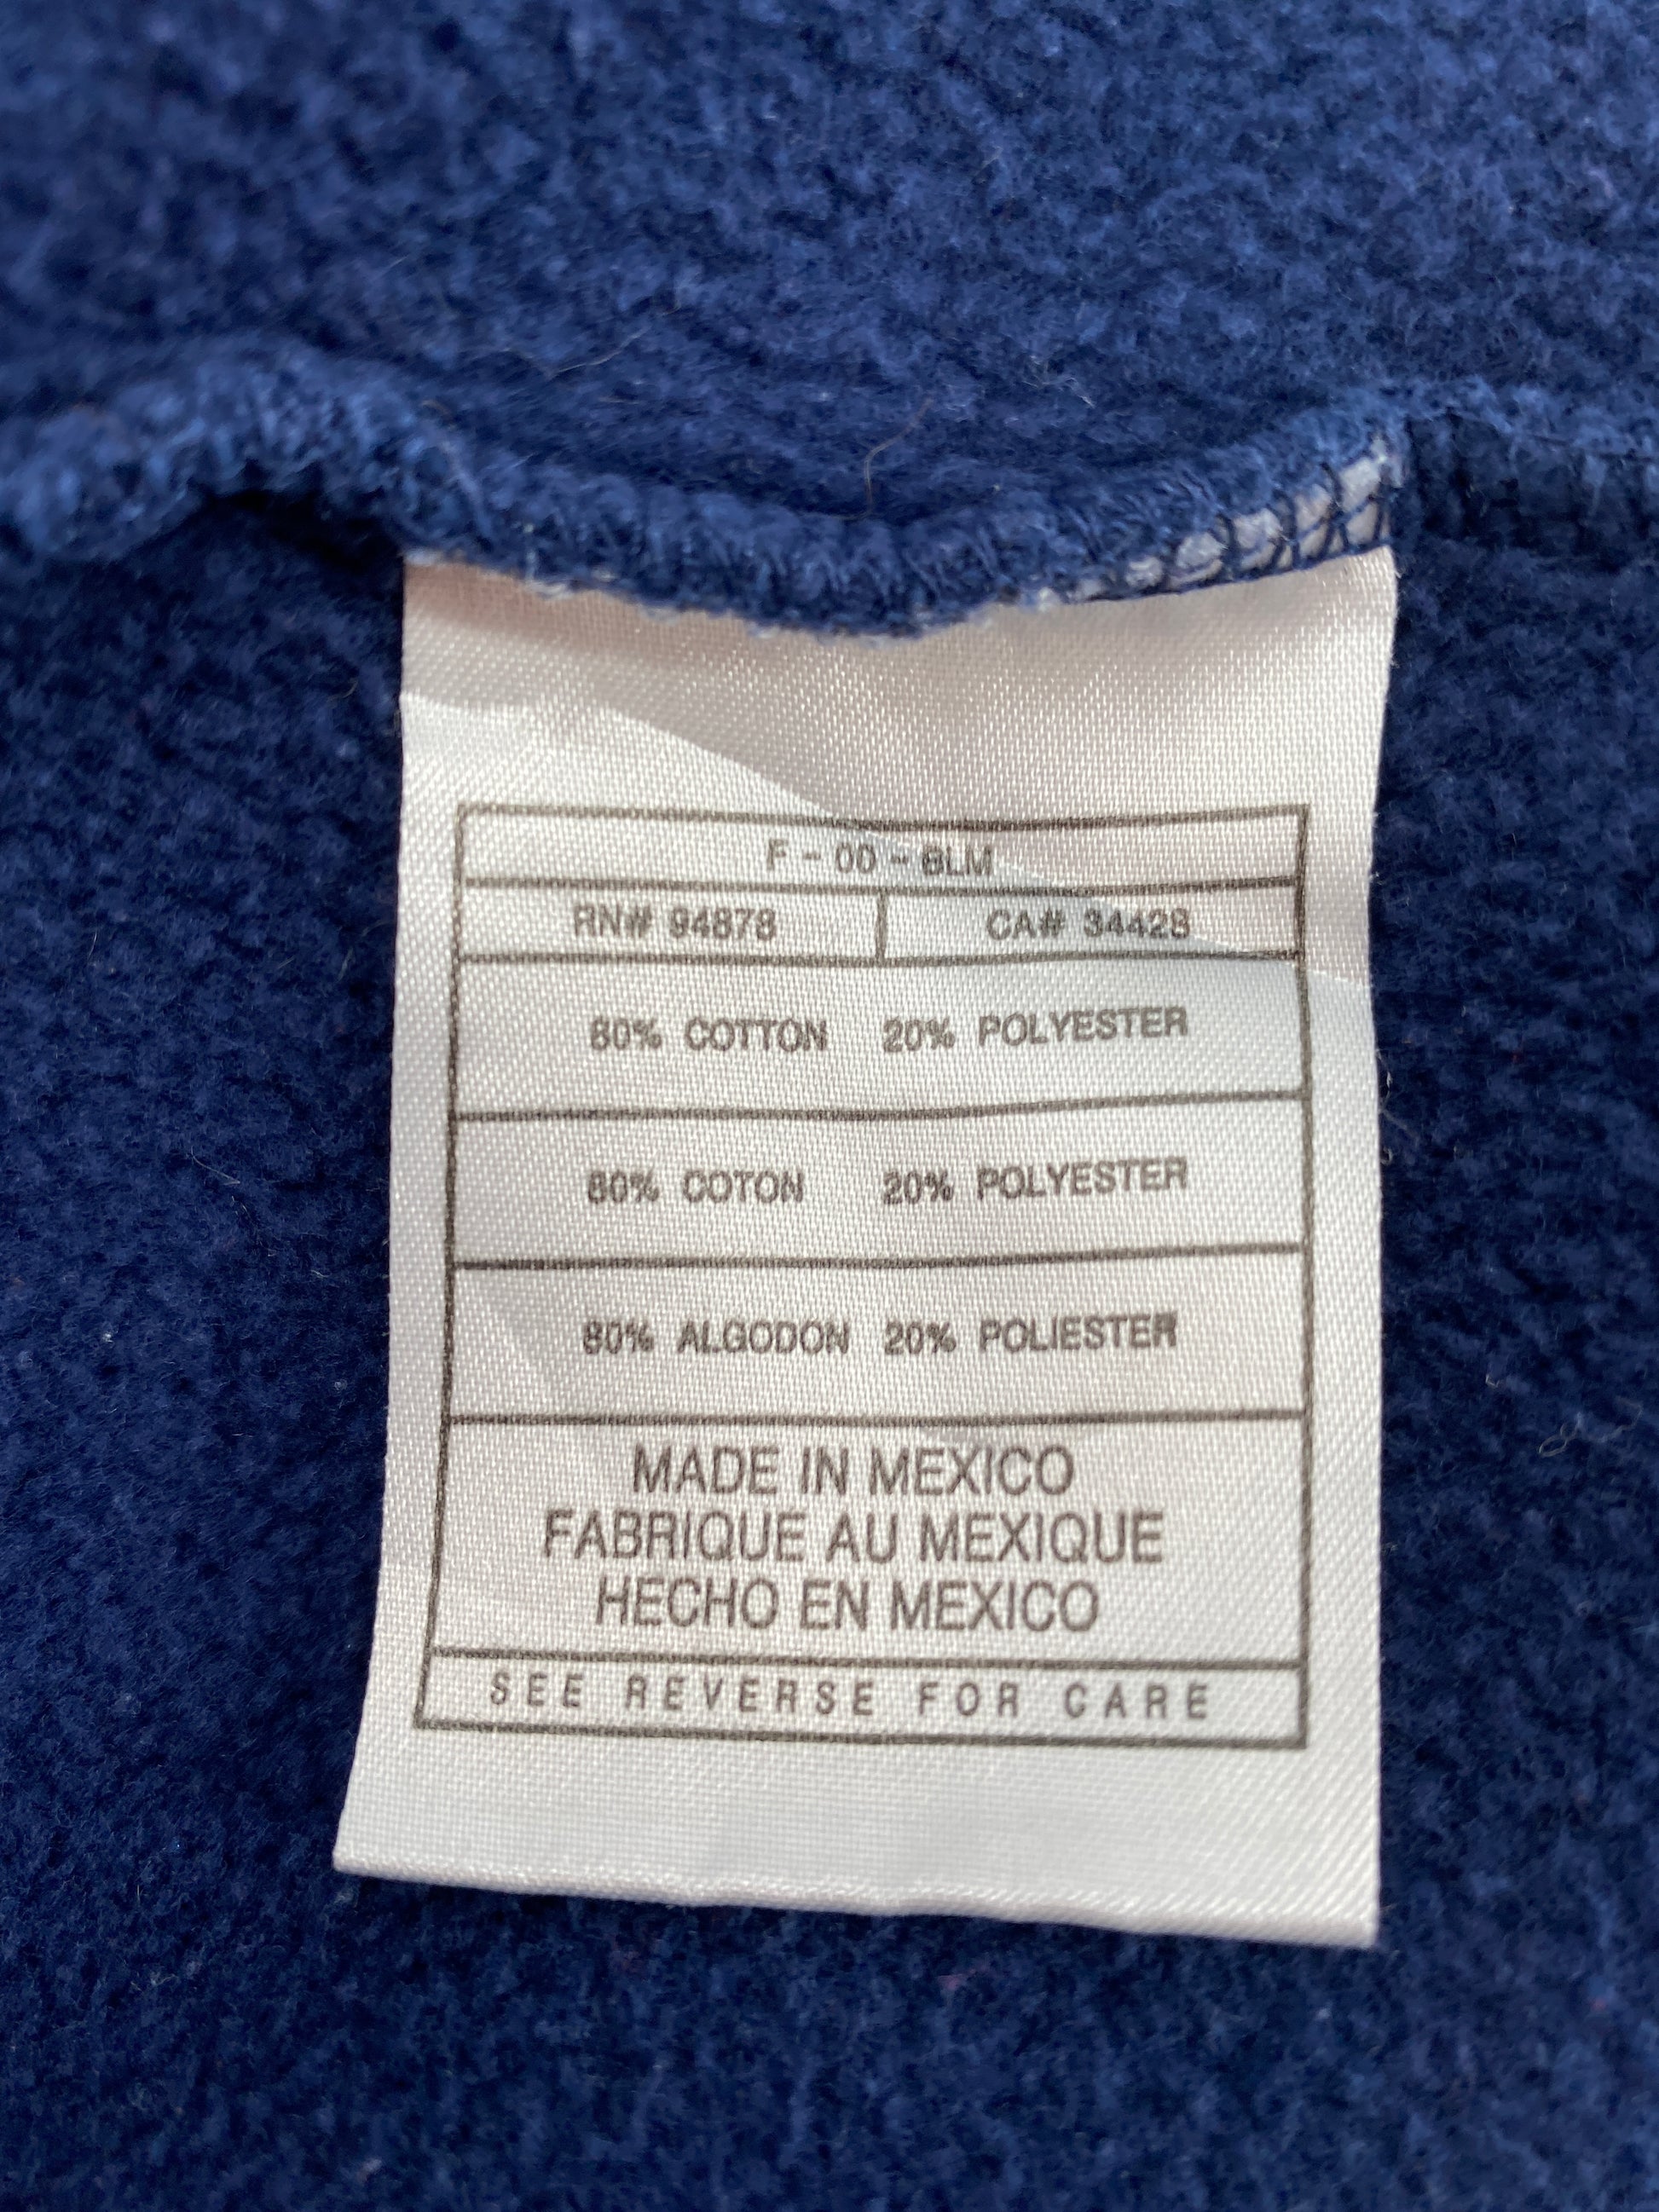 F - 00 - BLM
RN# 94878 CA# 34428
80% COTTON 20% POLYESTER
80% COTON 20% POLYESTER
80% ALGODON 20% POLIESTER
MADE IN MEXICO
FABRIQUE AU MEXIQUE
HECHO EN MEXICO
SEE REVERSE FOR CARE